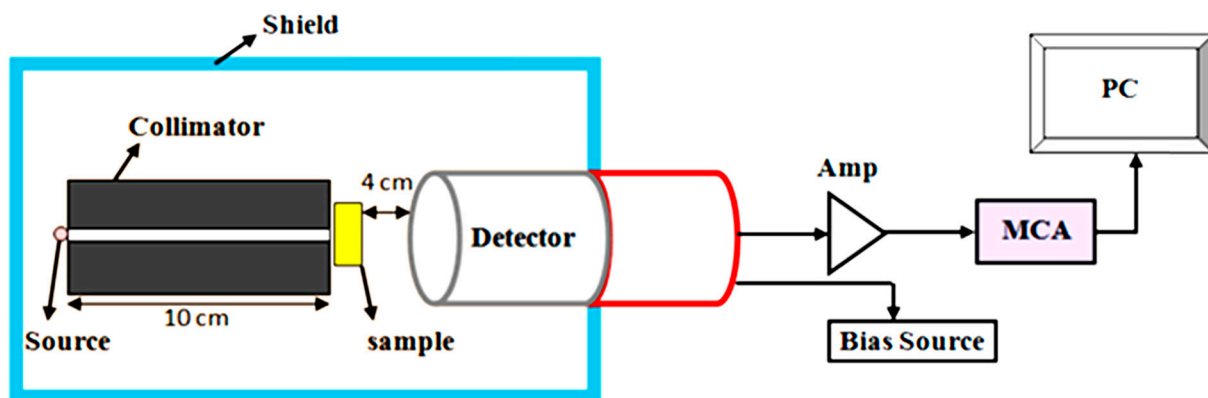 Shield
PC
Collimator
4 cm
Amp
Detector
MCA
10 cm
Source
sample
Bias Source